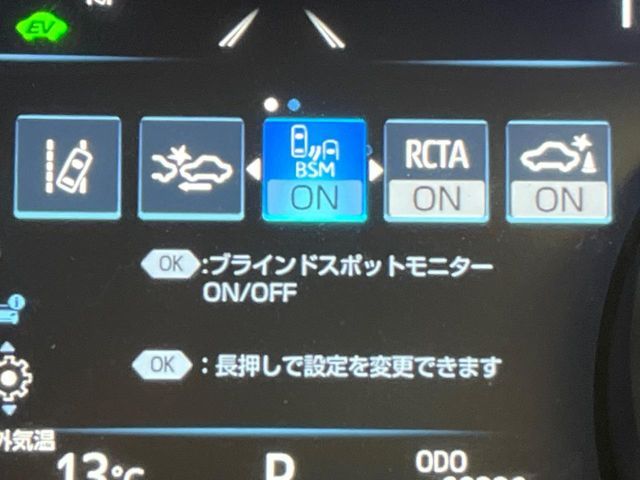 EV
BSM
ON
RCTA
ON
ON
OK :ブラインドスポットモニター
ON/OFF
OK :長押しで設定を変更できます
外気温
13℃
P
ODO